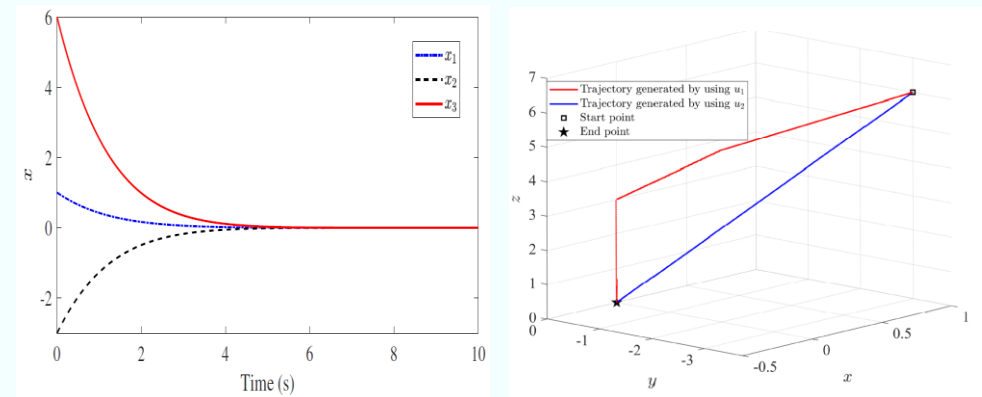 6
4
2
0
-2
x
0
2
4
6
8
10
Time (s)
x₁
x₂
x₃
7
6
5
4
3
2
1
0
z
Trajectory generated by using u₁
Trajectory generated by using u₂
Start point
End point
0
-1
-2
-3
y
-0.5
0
0.5
1
x